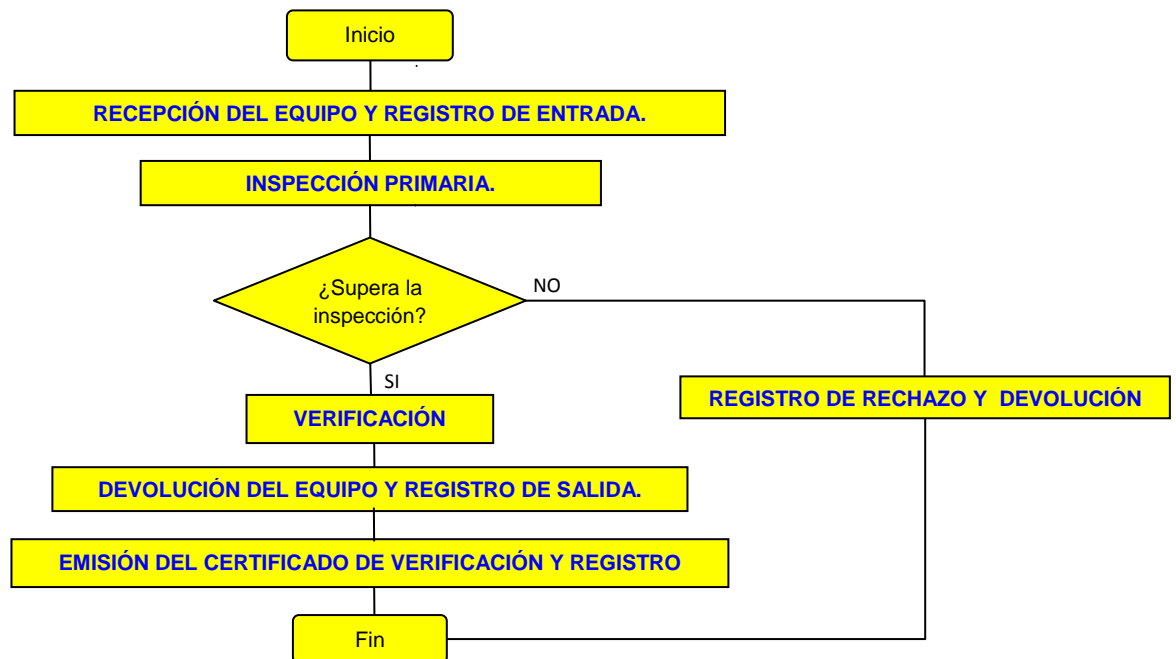 Inicio
RECEPCIÓN DEL EQUIPO Y REGISTRO DE ENTRADA.
INSPECCIÓN PRIMARIA.
¿Supera la
inspección?
NO
SI
REGISTRO DE RECHAZO Y  DEVOLUCIÓN
VERIFICACIÓN
DEVOLUCIÓN DEL EQUIPO Y REGISTRO DE SALIDA.
EMISIÓN DEL CERTIFICADO DE VERIFICACIÓN Y REGISTRO
Fin